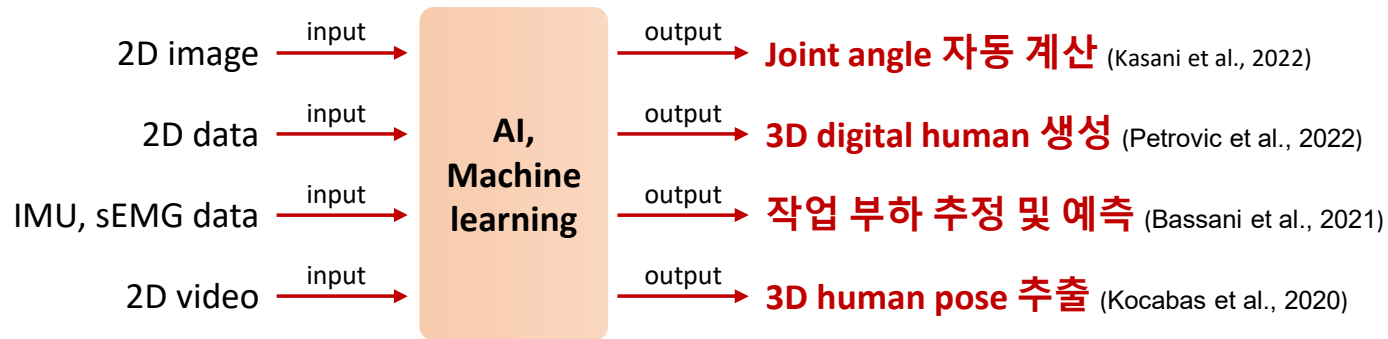 2D image input output Joint angle 자동 계산 (Kasani et al., 2022)
2D data input output 3D digital human 생성 (Petrovic et al., 2022)
AI,
Machine
learning
IMU, sEMG data input output 작업 부하 추정 및 예측 (Bassani et al., 2021)
2D video input output 3D human pose 추출 (Kocabas et al., 2020)